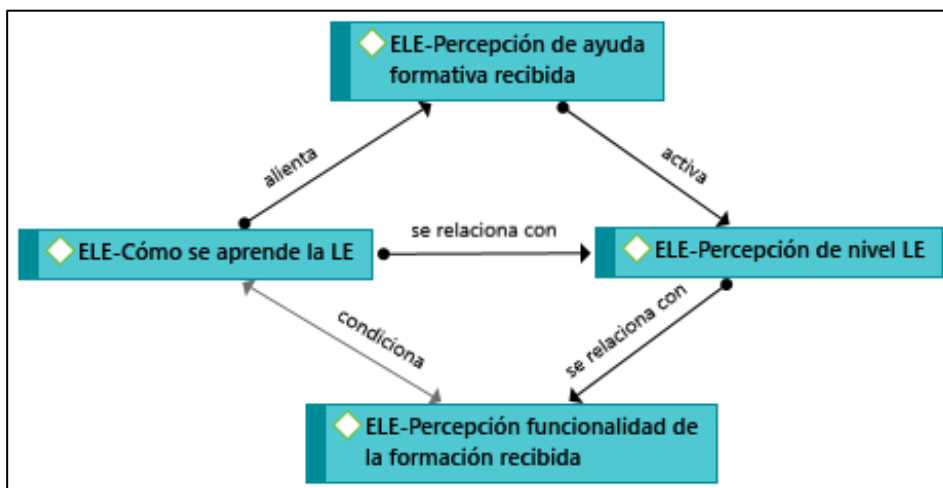 ELE-Percepción de ayuda
formativa recibida
alienta
activa
se relaciona con
ELE-Cómo se aprende la LE
ELE-Percepción de nivel LE
condiciona
se relaciona con
ELE-Percepción funcionalidad de
la formación recibida